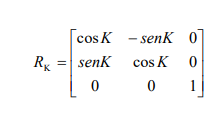 cos K − senK 0
R_K = senK cos K 0
0 0 1